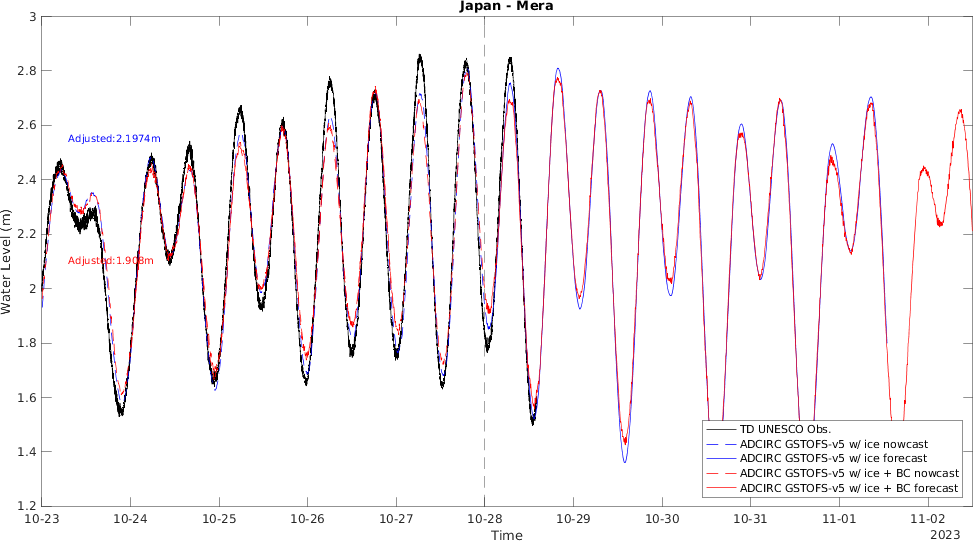 Japan - Mera
3
2.8
2.6
2.4
2.2
2
1.8
1.6
1.4
1.2
Water Level (m)
Adjusted:2.1974m
Adjusted:1.908m
TD UNESCO Obs.
ADCIRC GSTOFS-v5 w/ ice nowcast
ADCIRC GSTOFS-v5 w/ ice forecast
ADCIRC GSTOFS-v5 w/ ice + BC nowcast
ADCIRC GSTOFS-v5 w/ ice + BC forecast
10-23 10-24 10-25 10-26 10-27 10-28 10-29 10-30 10-31 11-01 11-02
2023
Time